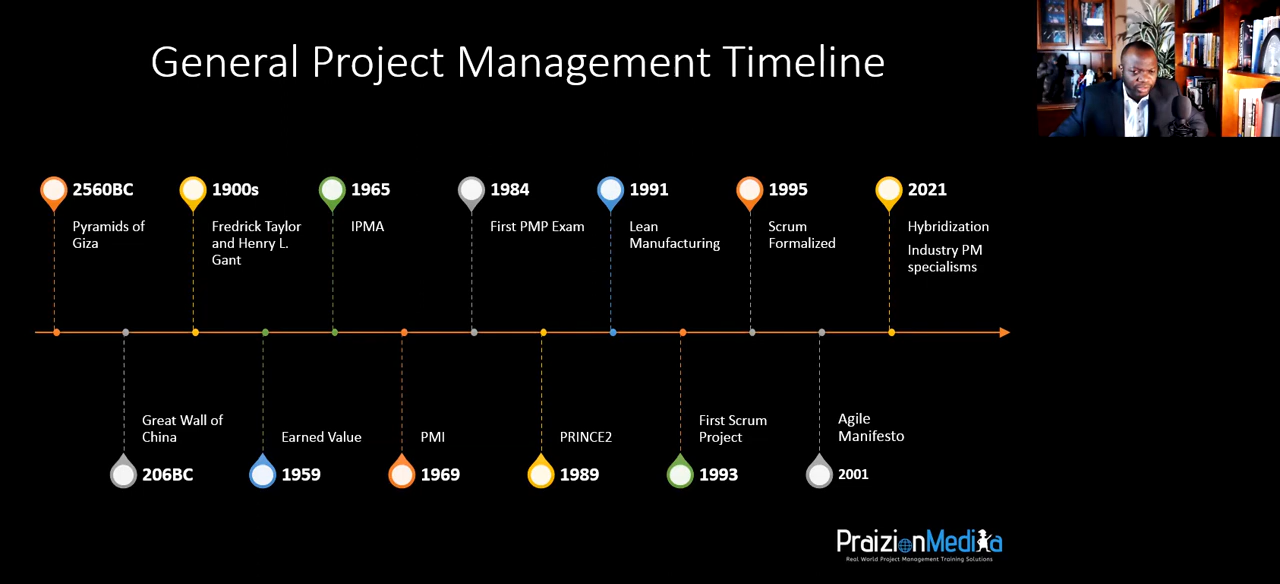 General Project Management Timeline
2560BC
Pyramids of
Giza
1900s
Fredrick Taylor
and Henry L.
Gant
1965
IPMA
1984
First PMP Exam
1991
Lean
Manufacturing
1995
Scrum
Formalized
2021
Hybridization
Industry PM
specialisms
Great Wall of
China
206BC
Earned Value
1959
PMI
1969
PRINCE2
1989
First Scrum
Project
1993
Agile
Manifesto
2001
PraizionMedia
Real World Project Management Training Solutions